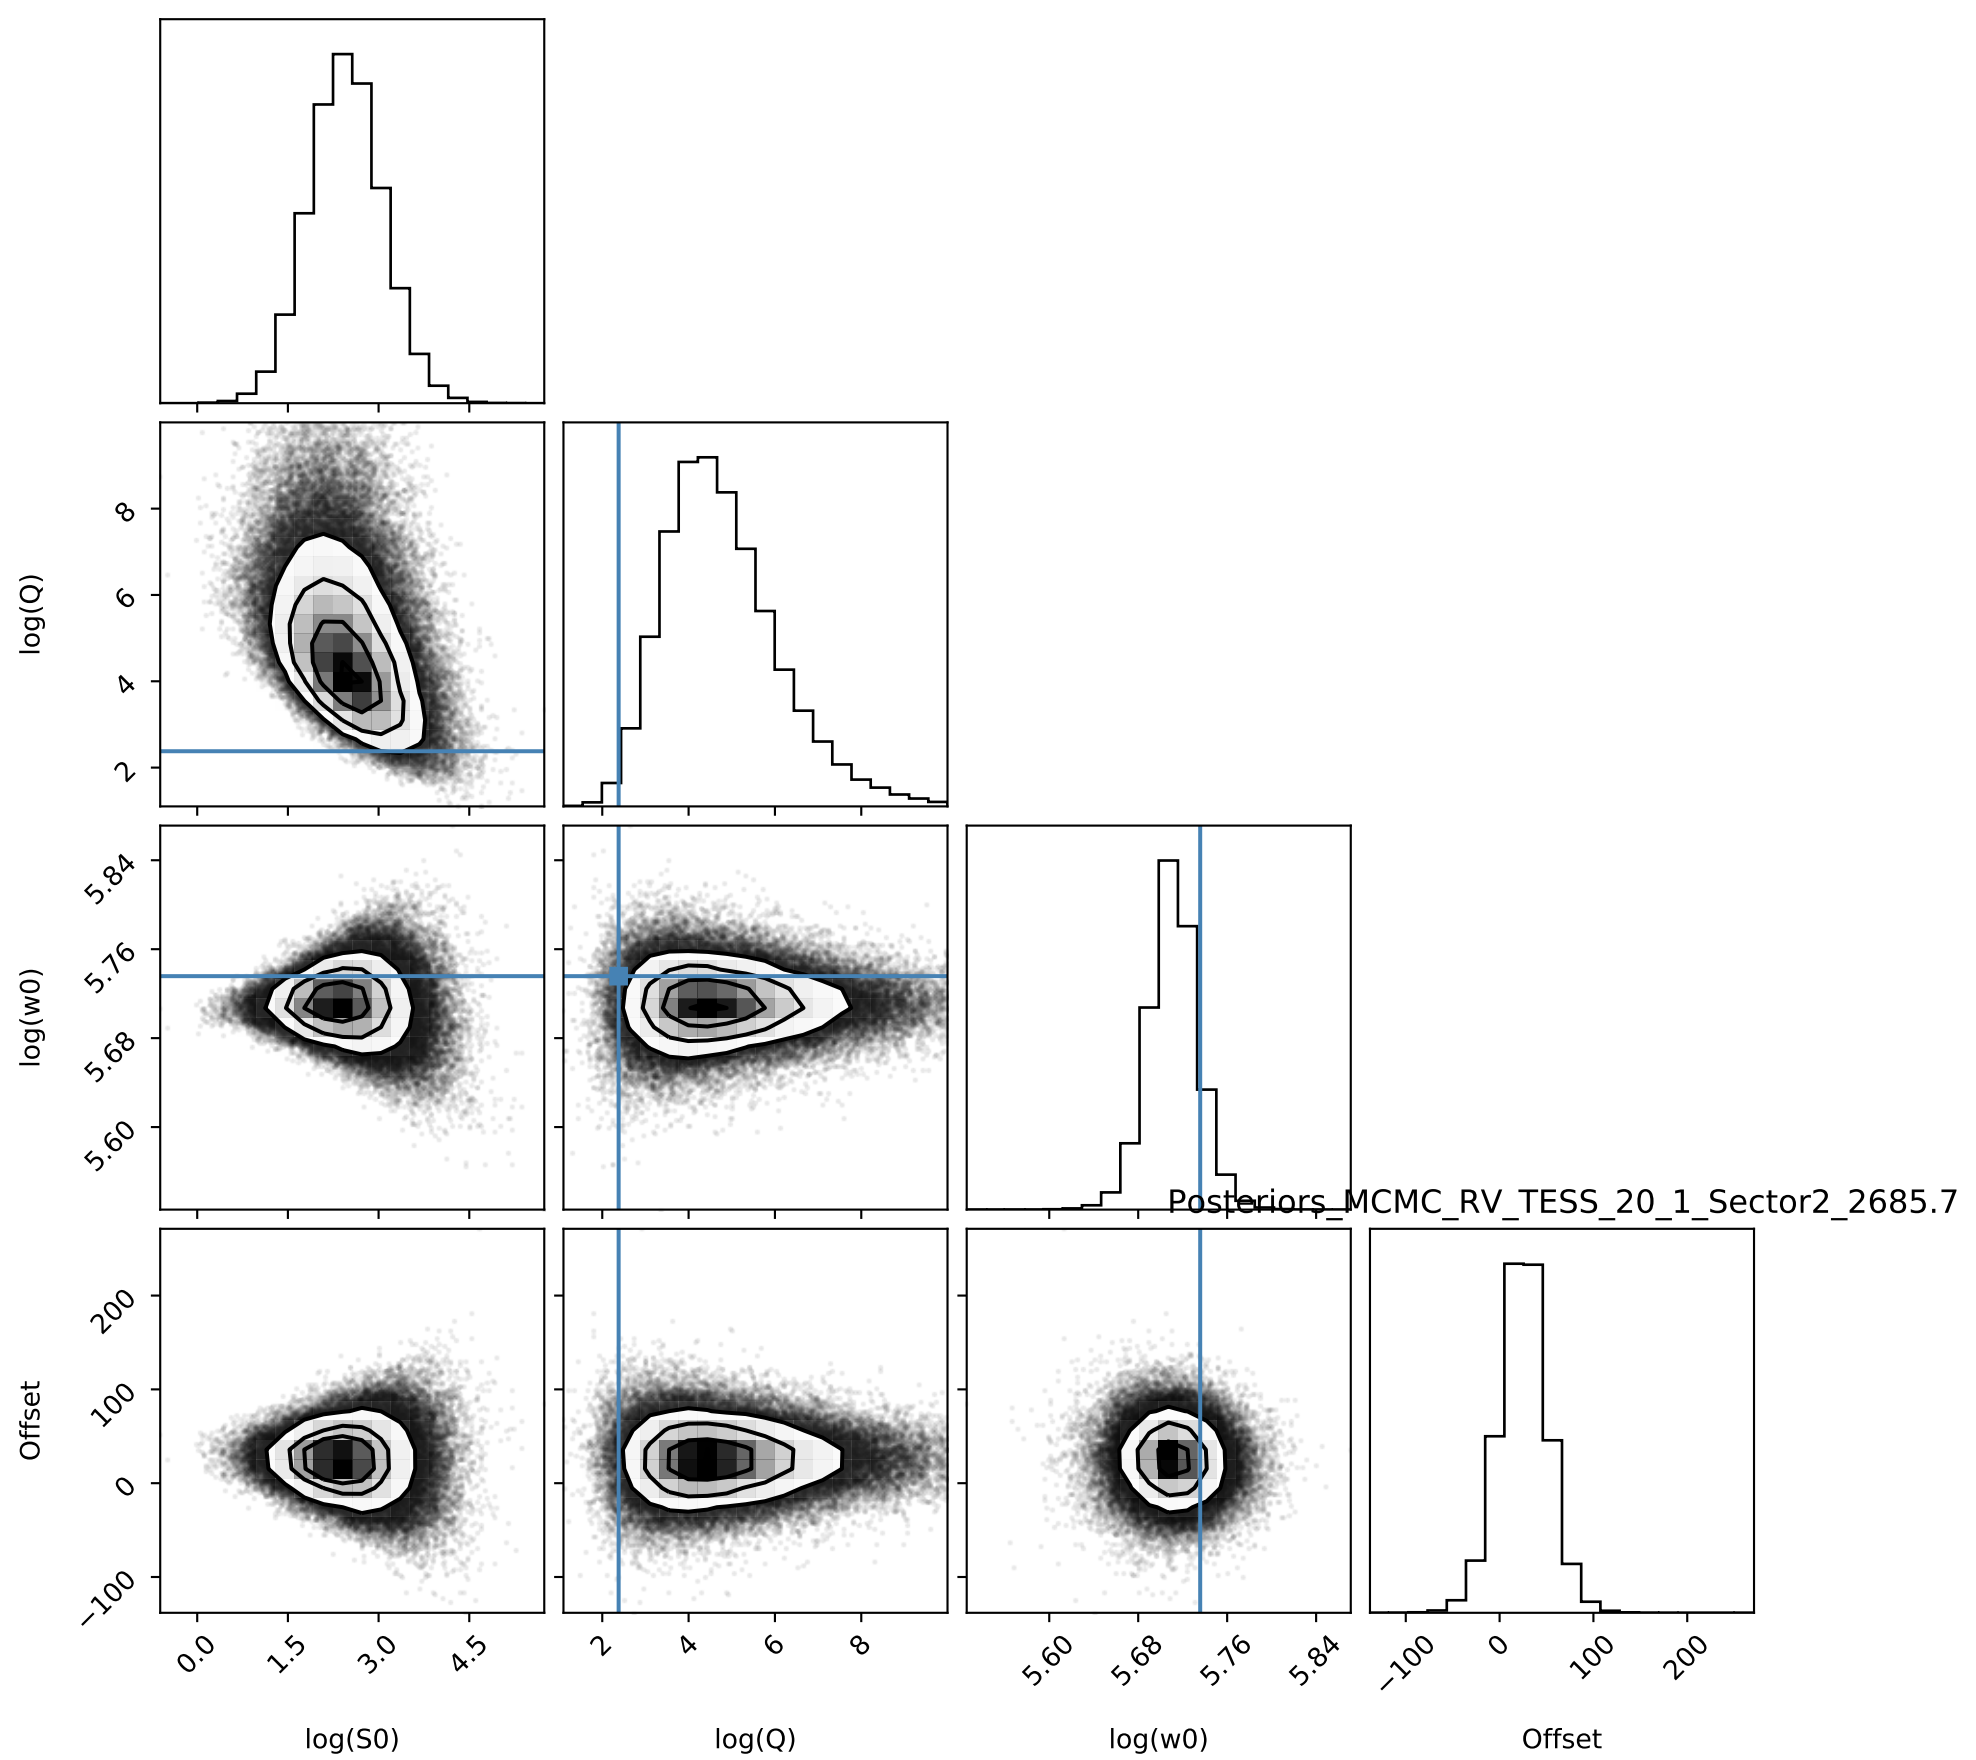 log(Q)
8
6
4
2
log(w0)
5.84
5.76
5.68
5.60
Posteriors_MCMC_RV_TESS_20_1_Sector2_2685.7
Offset
200
100
0
−100
0.0 1.5 3.0 4.5 2 4 6 8 5.60 5.68 5.76 5.84 −100 0 100 200
log(S0) log(Q) log(w0) Offset